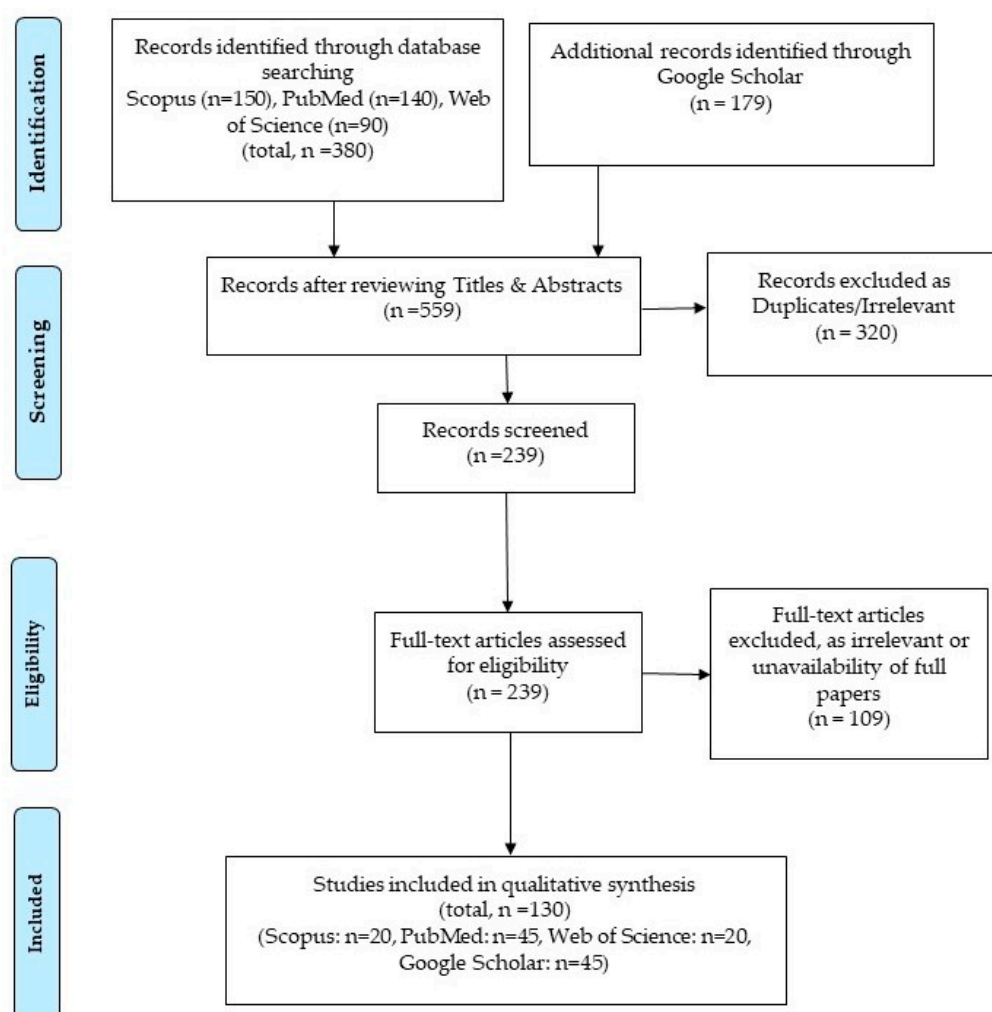 Identification
Records identified through database
searching
Scopus (n=150), PubMed (n=140), Web
of Science (n=90)
(total, n =380)
Additional records identified through
Google Scholar
(n = 179)
Screening
Records after reviewing Titles & Abstracts
(n =559)
Records excluded as
Duplicates/Irrelevant
(n = 320)
Records screened
(n =239)
Eligibility
Full-text articles assessed
for eligibility
(n = 239)
Full-text articles
excluded, as irrelevant or
unavailability of full
papers
(n = 109)
Included
Studies included in qualitative synthesis
(total, n =130)
(Scopus: n=20, PubMed: n=45, Web of Science: n=20,
Google Scholar: n=45)